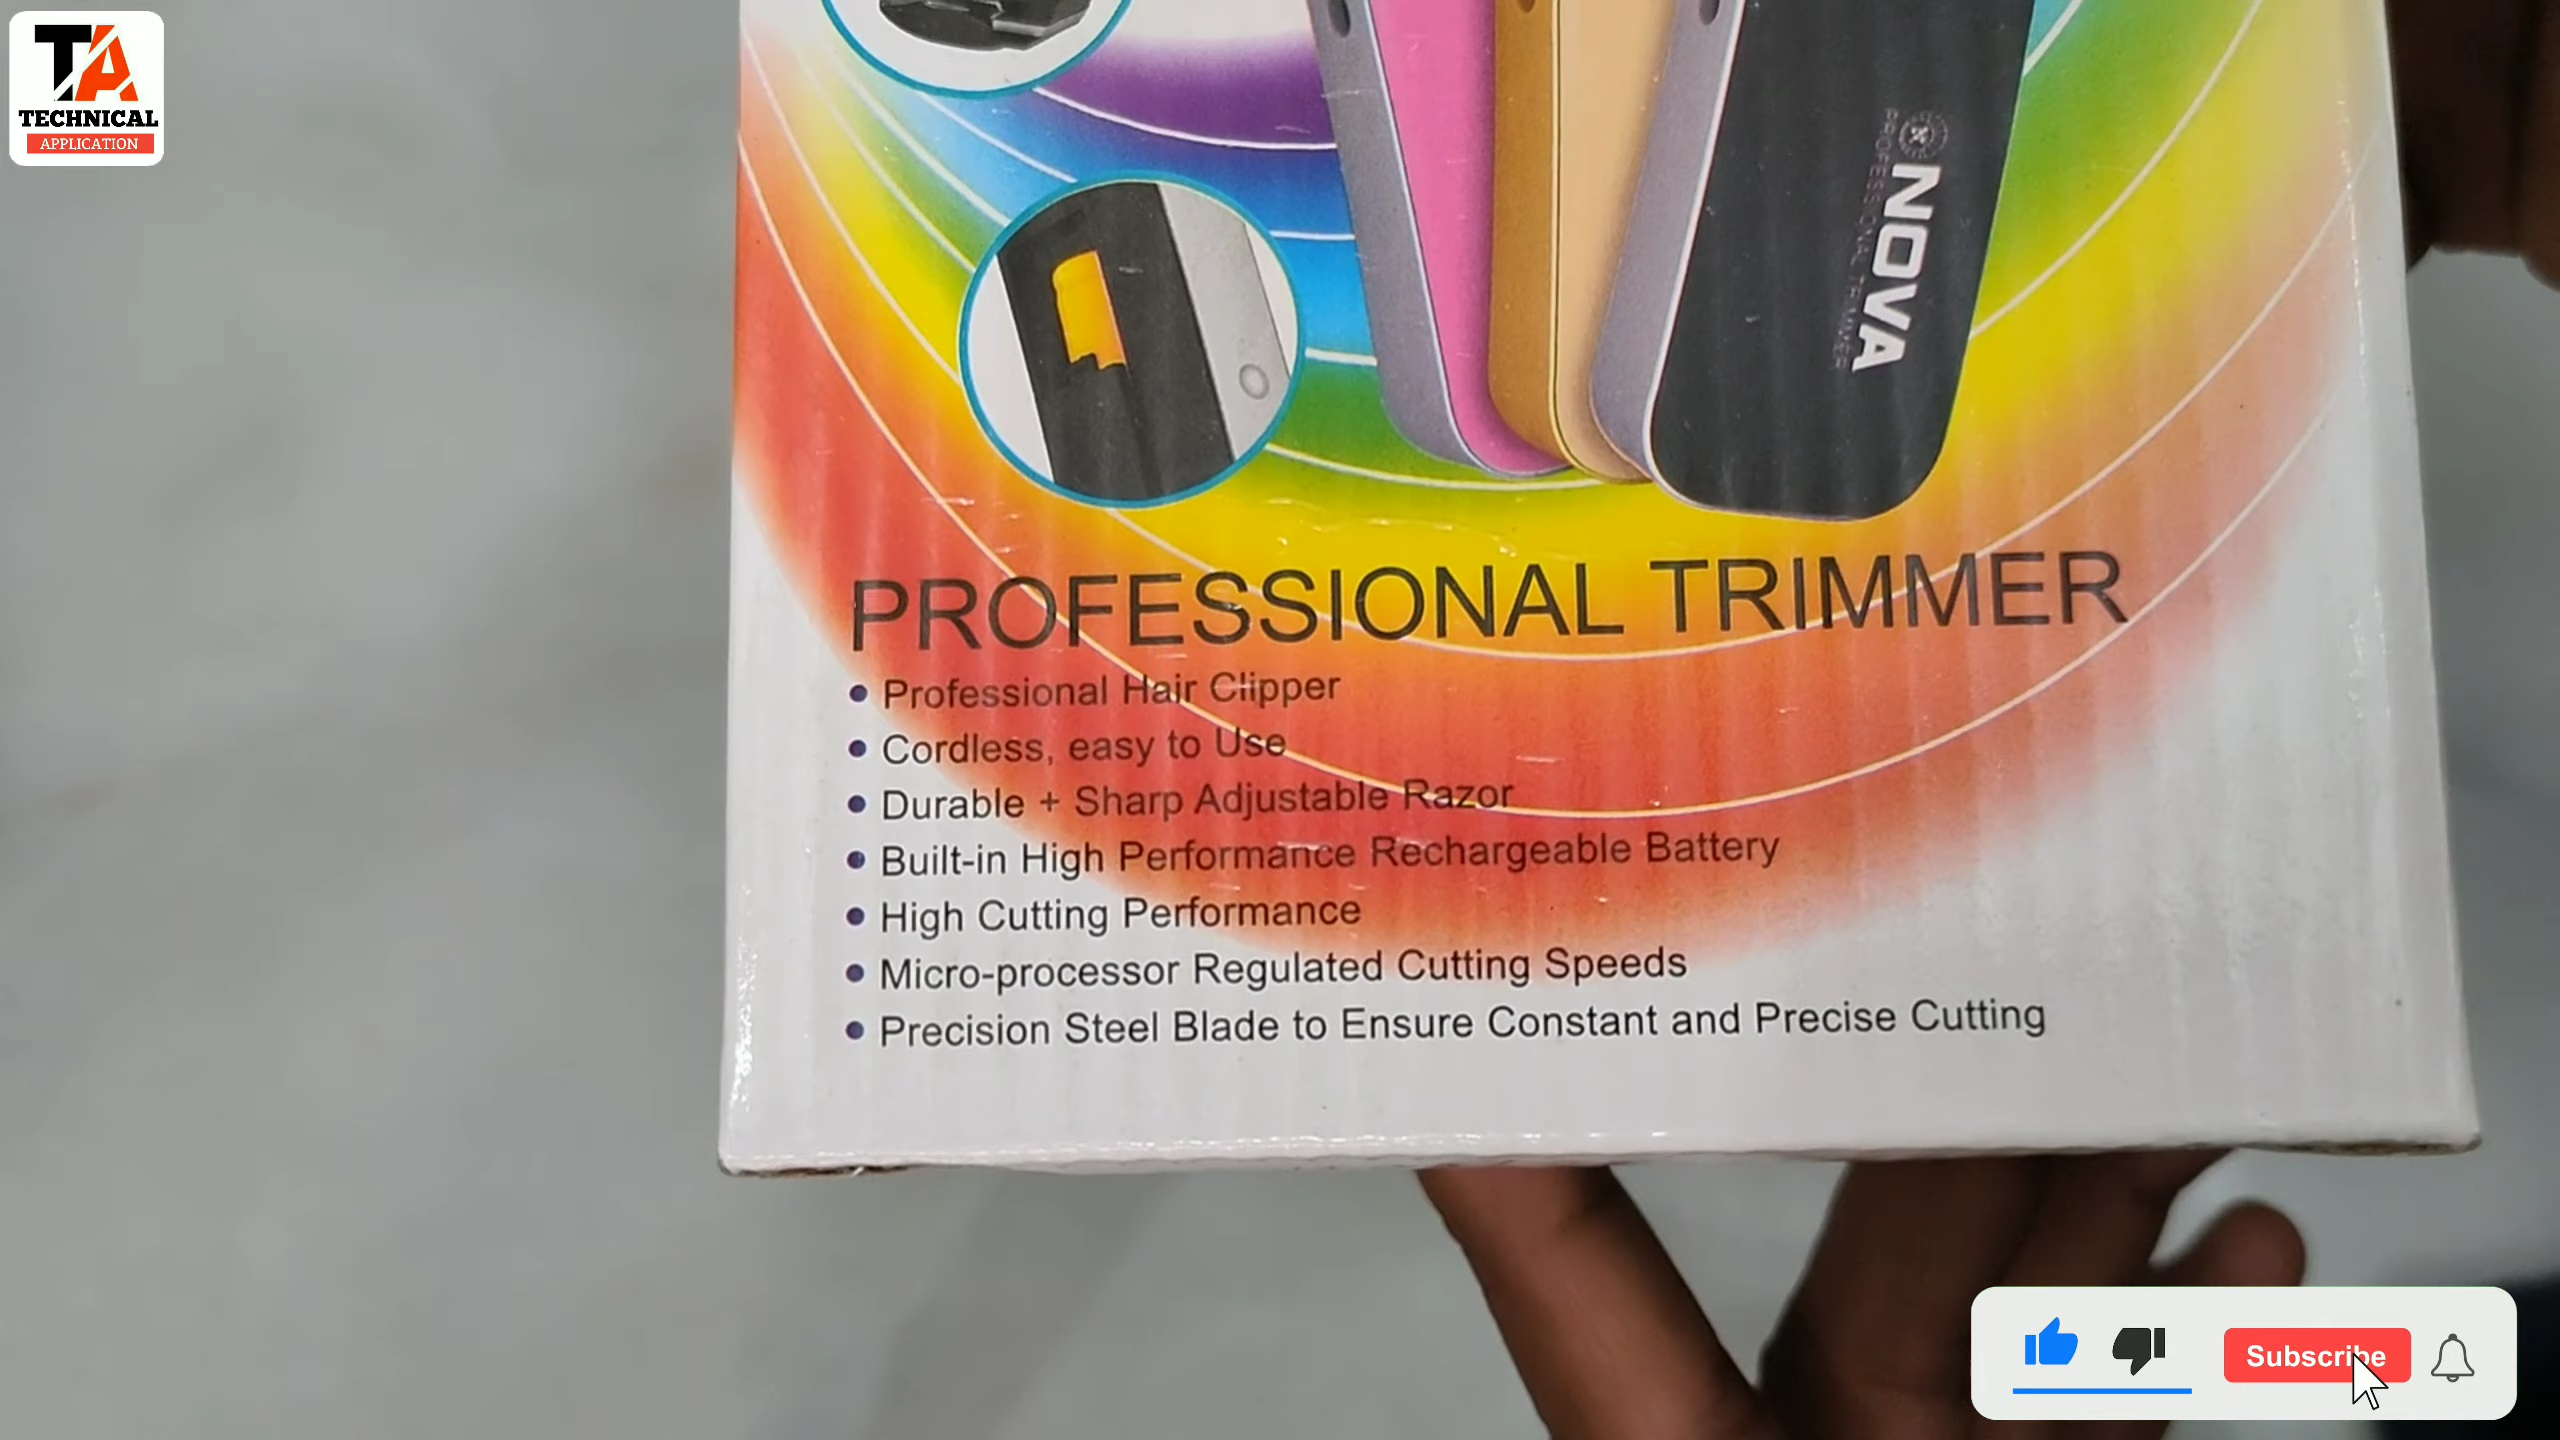 TA
TECHNICAL
APPLICATION
NOVA
PROFESSIONAL TRIMMER
PROFESSIONAL TRIMMER
• Professional Hair Clipper
• Cordless, easy to Use
• Durable + Sharp Adjustable Razor
• Built-in High Performance Rechargeable Battery
• High Cutting Performance
• Micro-processor Regulated Cutting Speeds
• Precision Steel Blade to Ensure Constant and Precise Cutting
Subscribe